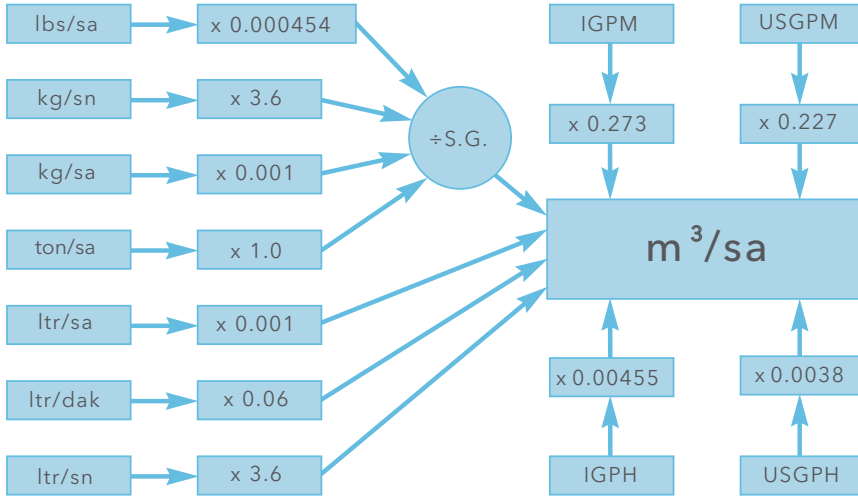 lbs/sa
x 0.000454
IGPM
USGPM
kg/sn
x 3.6
÷S.G.
x 0.273
x 0.227
kg/sa
x 0.001
ton/sa
x 1.0
m³/sa
ltr/sa
x 0.001
x 0.00455
x 0.0038
ltr/dak
x 0.06
ltr/sn
x 3.6
IGPH
USGPH